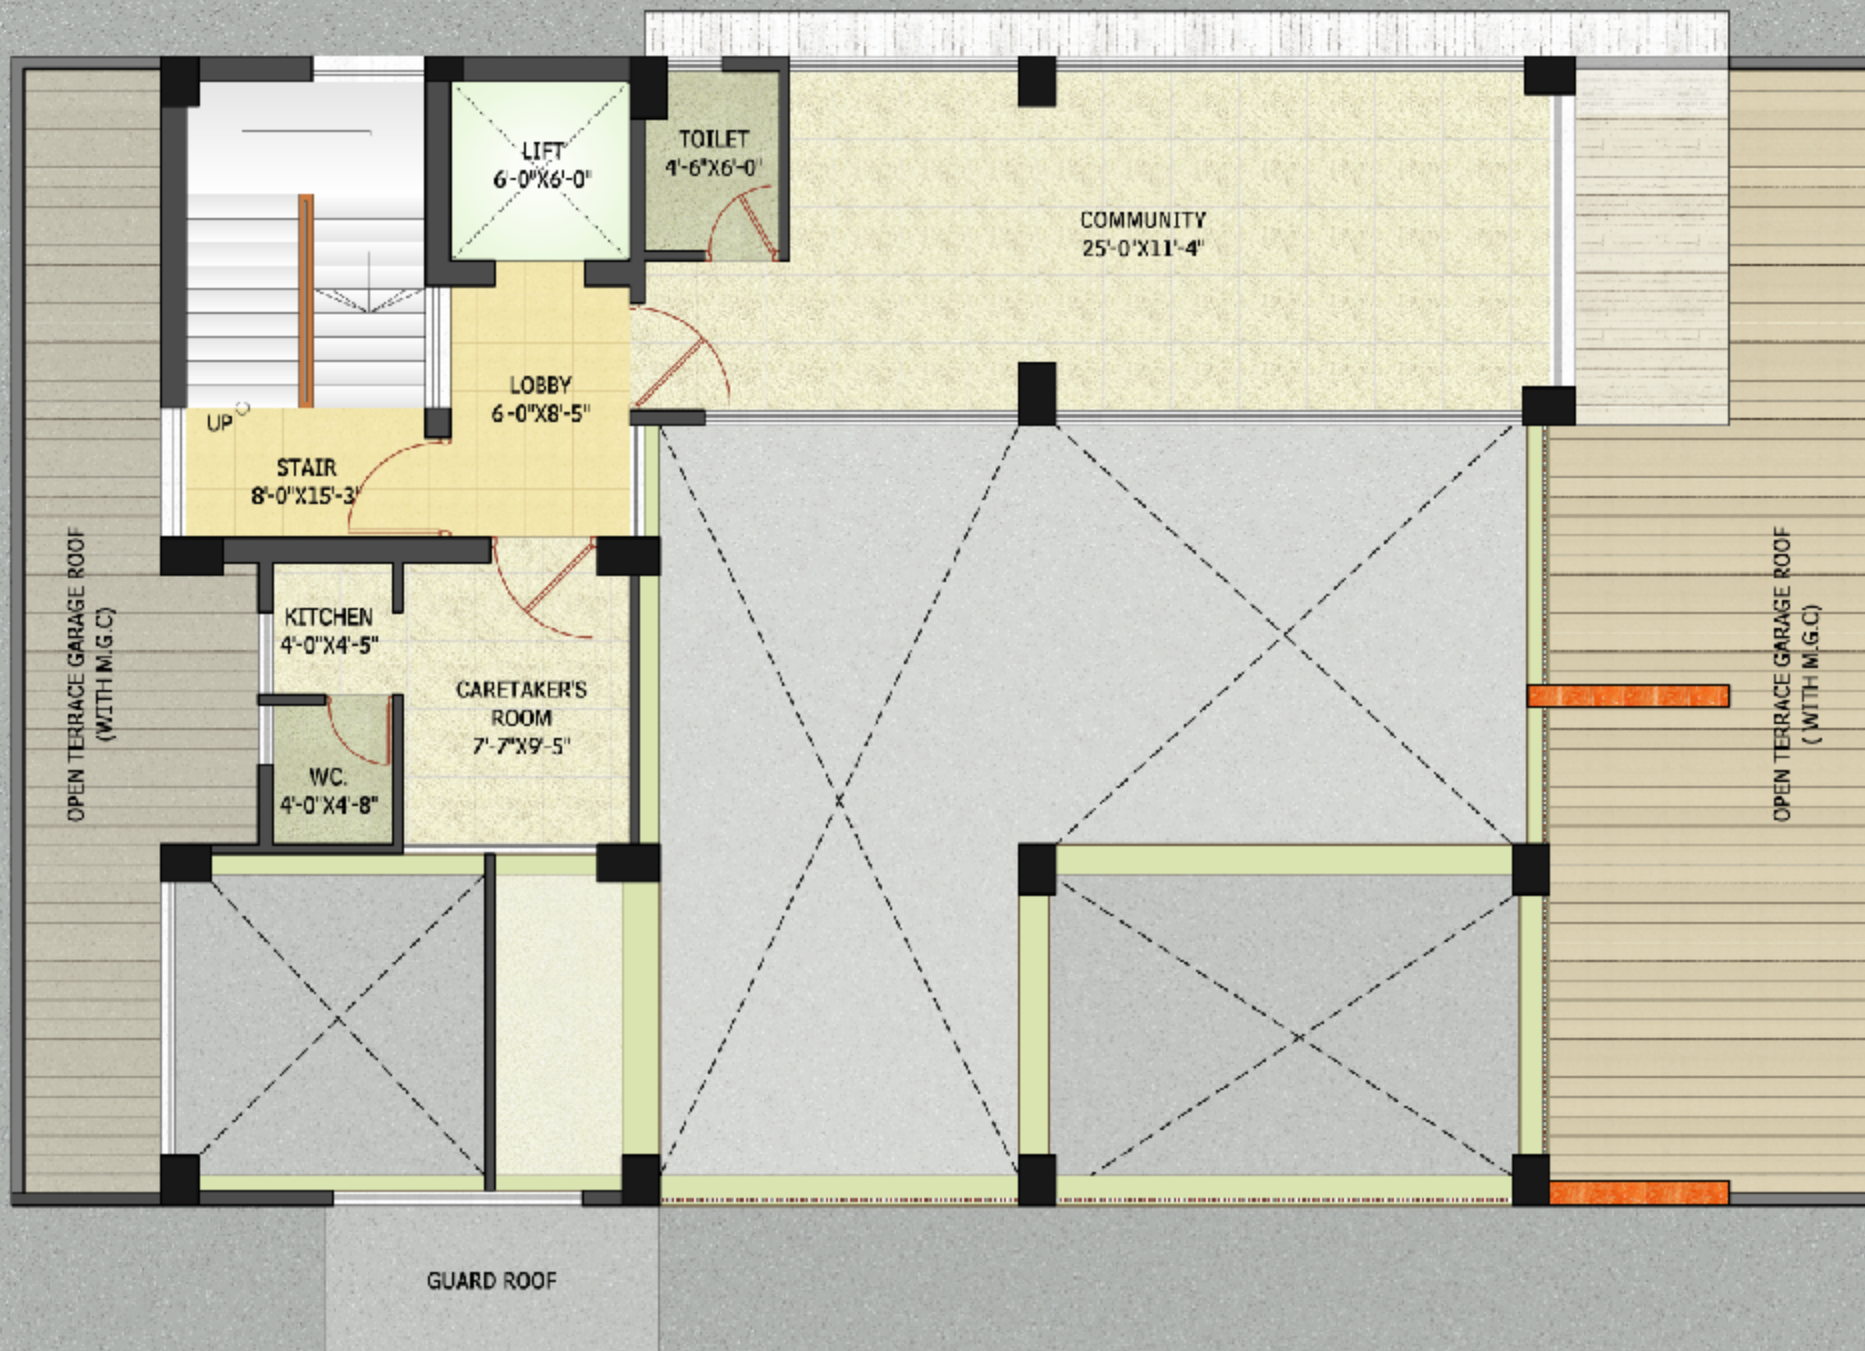 LIFT
6'-0"X6'-0"
TOILET
4'-6"X6'-0"
COMMUNITY
25'-0"X11'-4"
LOBBY
6'-0"X8'-5"
UP
STAIR
8'-0"X15'-3"
KITCHEN
4'-0"X4'-5"
CARETAKER'S
ROOM
7'-7"X9'-5"
WC.
4'-0"X4'-8"
OPEN TERRACE GARAGE ROOF
(WITH M.G.C)
OPEN TERRACE GARAGE ROOF
( WITH M.G.C)
GUARD ROOF